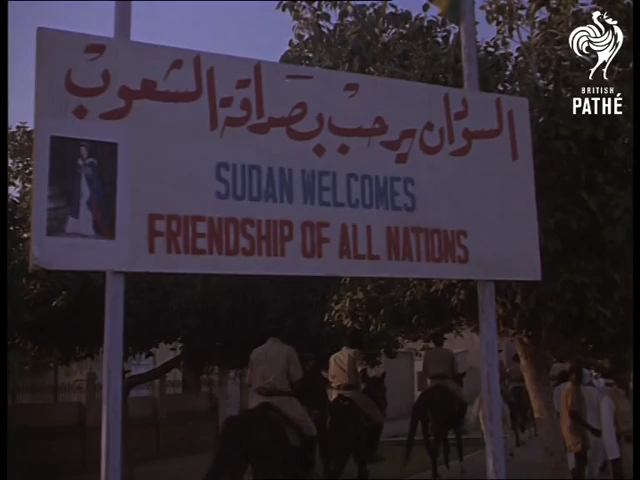 السودان يرحب بصداقة الشعوب
SUDAN WELCOMES
FRIENDSHIP OF ALL NATIONS
BRITISH
PATHÉ